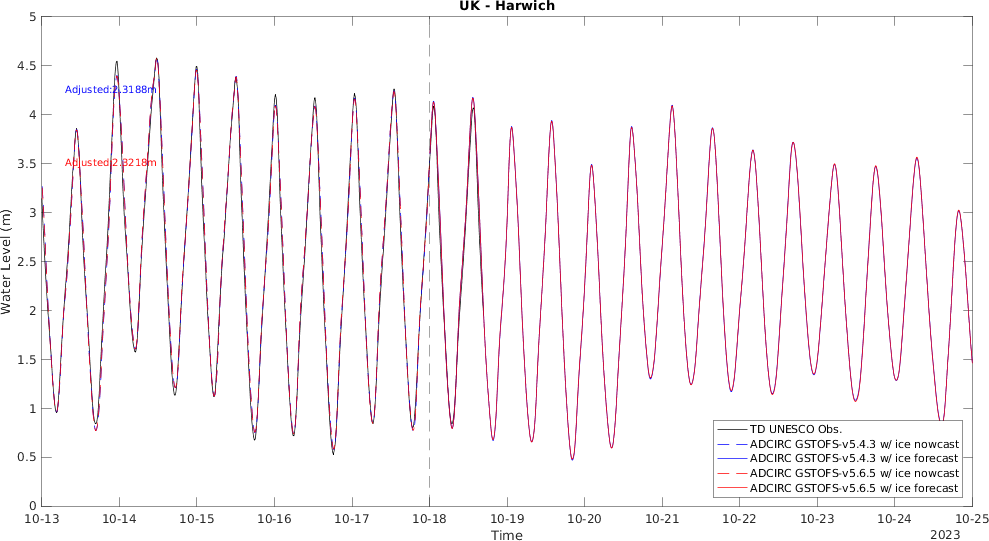 UK - Harwich
5
4.5
4
3.5
3
2.5
2
1.5
1
0.5
0
Water Level (m)
Adjusted:2.3188m
Adjusted:2.3218m
TD UNESCO Obs.
ADCIRC GSTOFS-v5.4.3 w/ ice nowcast
ADCIRC GSTOFS-v5.4.3 w/ ice forecast
ADCIRC GSTOFS-v5.6.5 w/ ice nowcast
ADCIRC GSTOFS-v5.6.5 w/ ice forecast
10-13 10-14 10-15 10-16 10-17 10-18 10-19 10-20 10-21 10-22 10-23 10-24 10-25
Time
2023